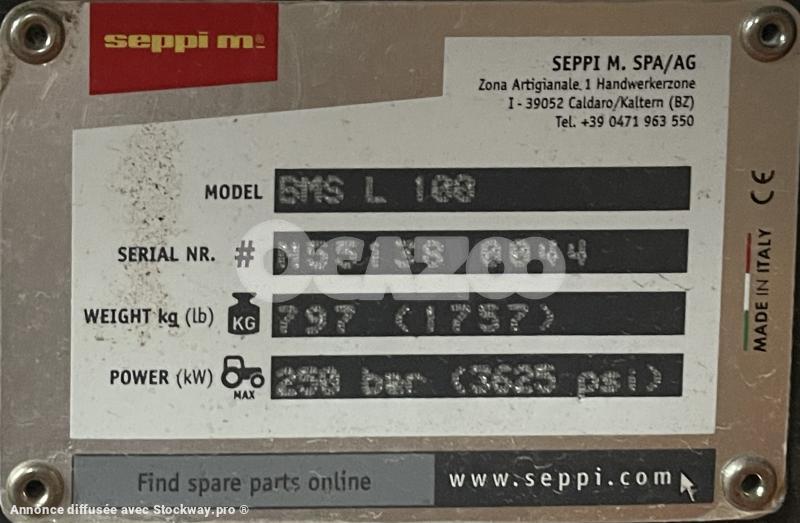 seppi m.®
SEPPI M. SPA/AG
Zona Artigianale 1 Handwerkerzone
I - 39052 Caldaro/Kaltern (BZ)
Tel. +39 0471 963 550
MODEL BMS L 100
SERIAL NR. #
WEIGHT kg (lb) KG 797 (1757)
POWER (kW) MAX 250 bar (3625 psi)
MADE IN ITALY CE
OCAZOO
Find spare parts online www.seppi.com
Annonce diffusée avec Stockway.pro ®